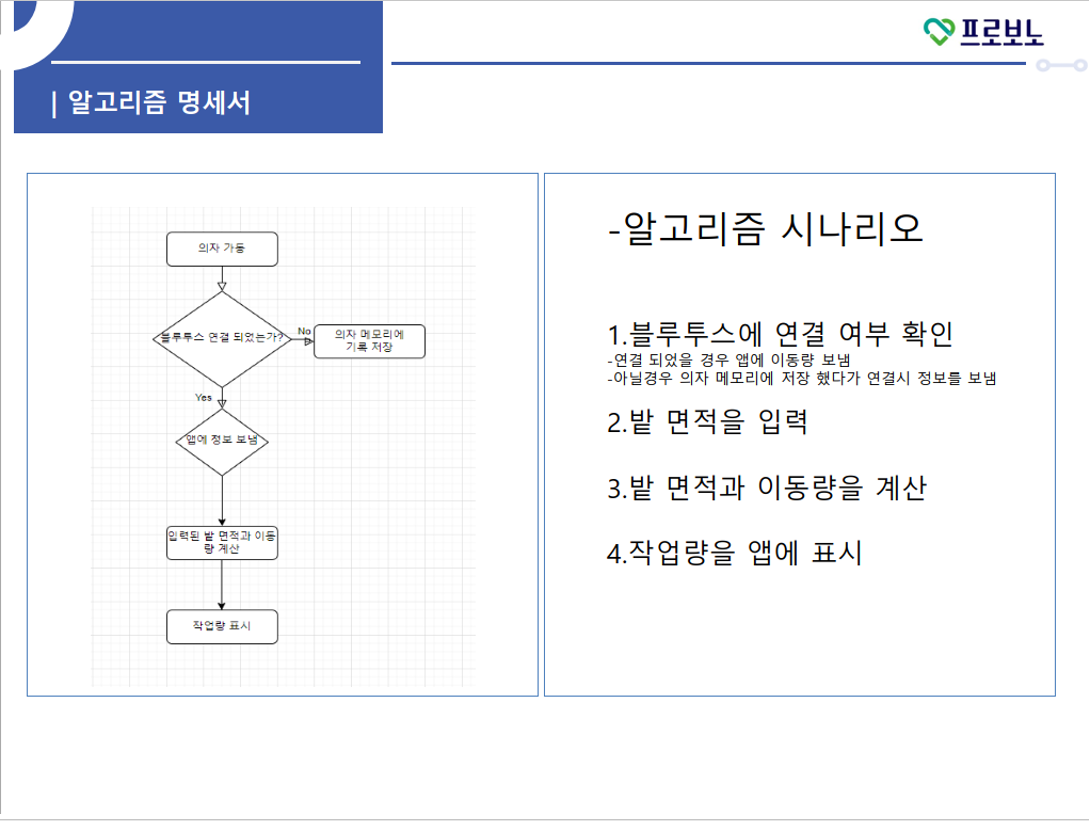 프로보노
| 알고리즘 명세서
의자 가동
블루투스 연결 되었는가?
No
의자 메모리에
기록 저장
Yes
앱에 정보 보냄
입력된 밭 면적과 이동
량 계산
작업량 표시
-알고리즘 시나리오
1.블루투스에 연결 여부 확인
-연결 되었을 경우 앱에 이동량 보냄
-아닐경우 의자 메모리에 저장 했다가 연결시 정보를 보냄
2.밭 면적을 입력
3.밭 면적과 이동량을 계산
4.작업량을 앱에 표시